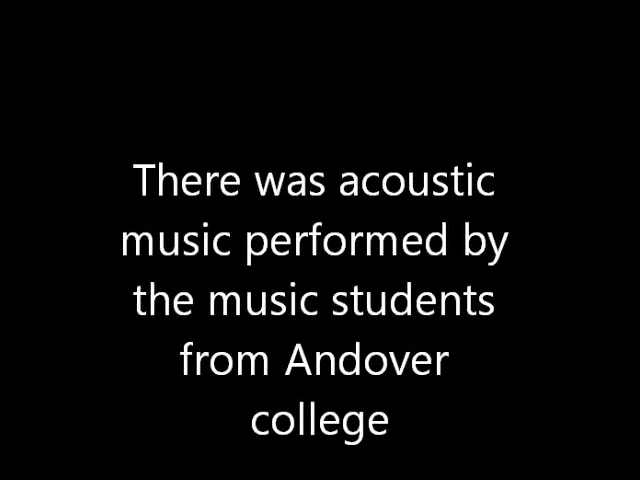 There was acoustic
music performed by
the music students
from Andover
college